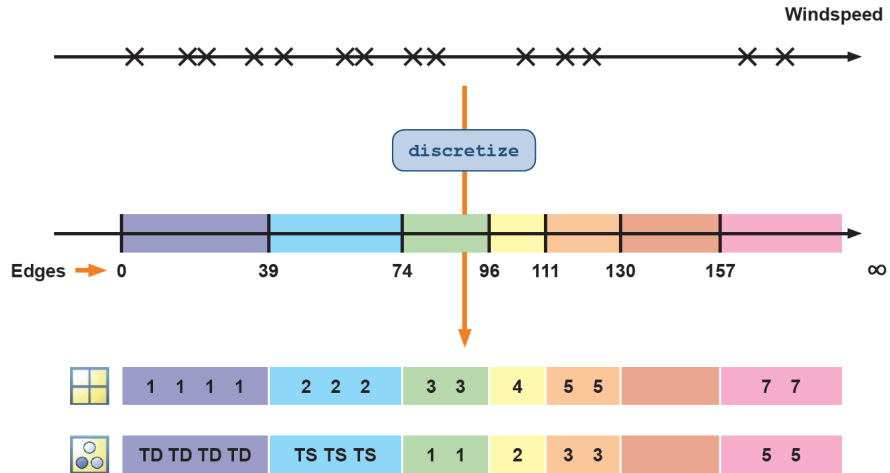 Windspeed
discretize
Edges 0 39 74 96 111 130 157 ∞
1 1 1 1 2 2 2 3 3 4 5 5 7 7
TD TD TD TD TS TS TS 1 1 2 3 3 5 5